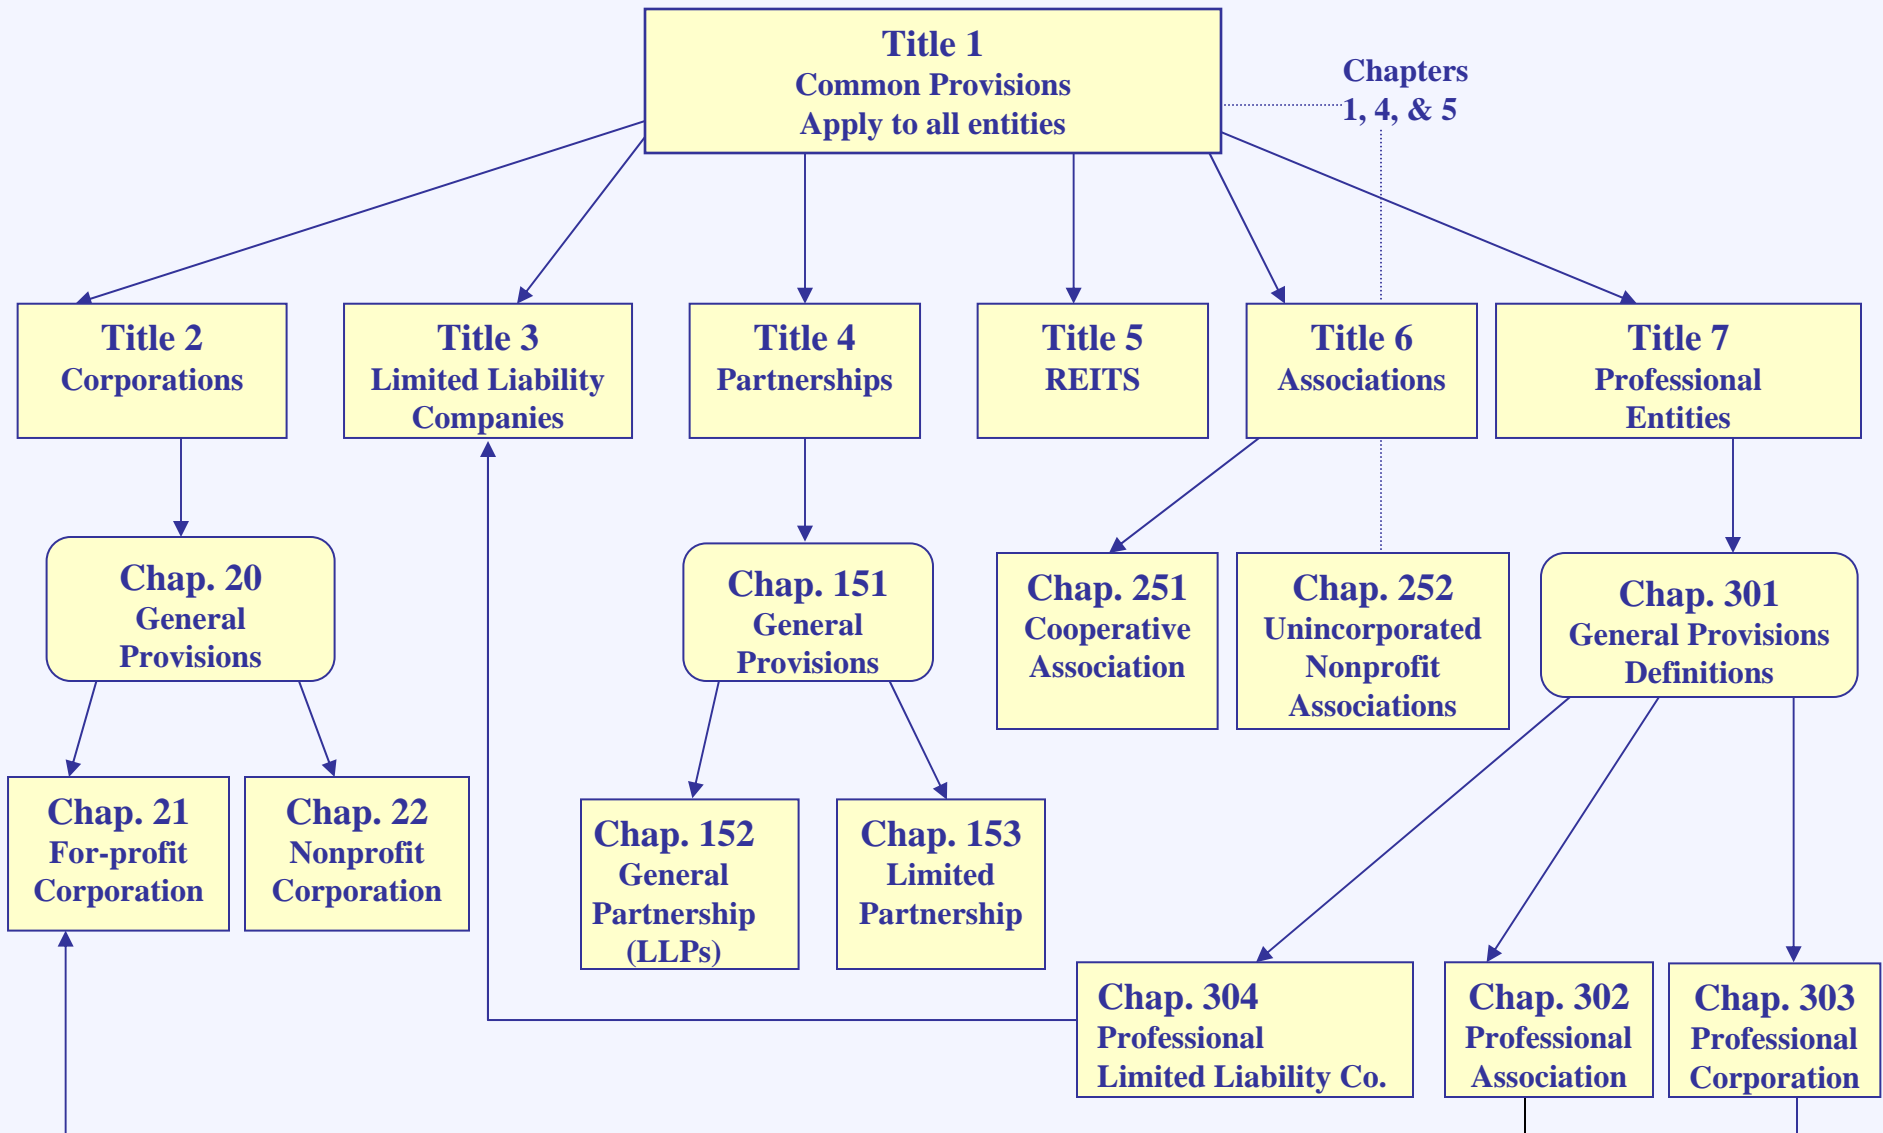 Title 1
Common Provisions
Apply to all entities
Chapters
1, 4, & 5
Title 2
Corporations
Title 3
Limited Liability
Companies
Title 4
Partnerships
Title 5
REITS
Title 6
Associations
Title 7
Professional
Entities
Chap. 20
General
Provisions
Chap. 151
General
Provisions
Chap. 251
Cooperative
Association
Chap. 252
Unincorporated
Nonprofit
Associations
Chap. 301
General Provisions
Definitions
Chap. 21
For-profit
Corporation
Chap. 22
Nonprofit
Corporation
Chap. 152
General
Partnership
(LLPs)
Chap. 153
Limited
Partnership
Chap. 304
Professional
Limited Liability Co.
Chap. 302
Professional
Association
Chap. 303
Professional
Corporation